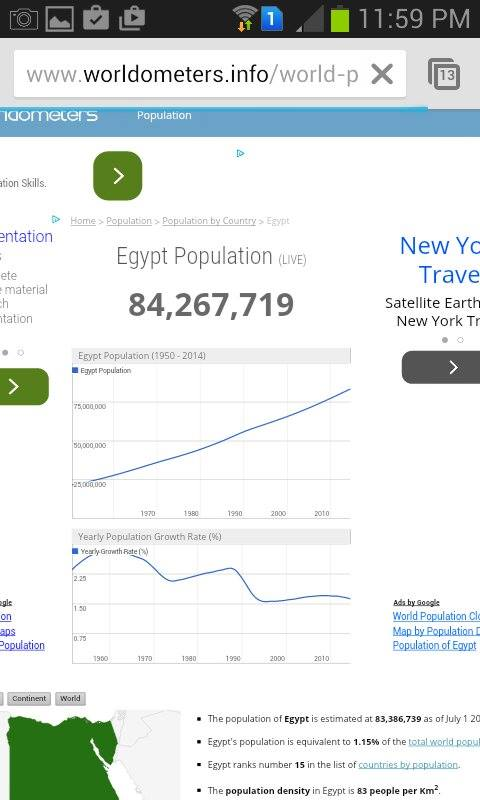 1
11:59 PM
www.worldometers.info/world-p
13
ndometers
Population
ation Skills.
Home > Population > Population by Country > Egypt
entation
Egypt Population (LIVE)
84,267,719
ete
e material
ch
ntation
New Yo
Trave
Satellite Earth
New York Tr
Egypt Population (1950 - 2014)
Egypt Population
75,000,000
50,000,000
25,000,000
1970 1980 1990 2000 2010
Yearly Population Growth Rate (%)
Yearly Growth Rate (%)
2.25
1.50
0.75
1960 1970 1980 1990 2000 2010
ogle
on
aps
Population
Ads by Google
World Population Clo
Map by Population D
Population of Egypt
Continent World
The population of Egypt is estimated at 83,386,739 as of July 1 20
Egypt's population is equivalent to 1.15% of the total world popul
Egypt ranks number 15 in the list of countries by population.
The population density in Egypt is 83 people per Km².